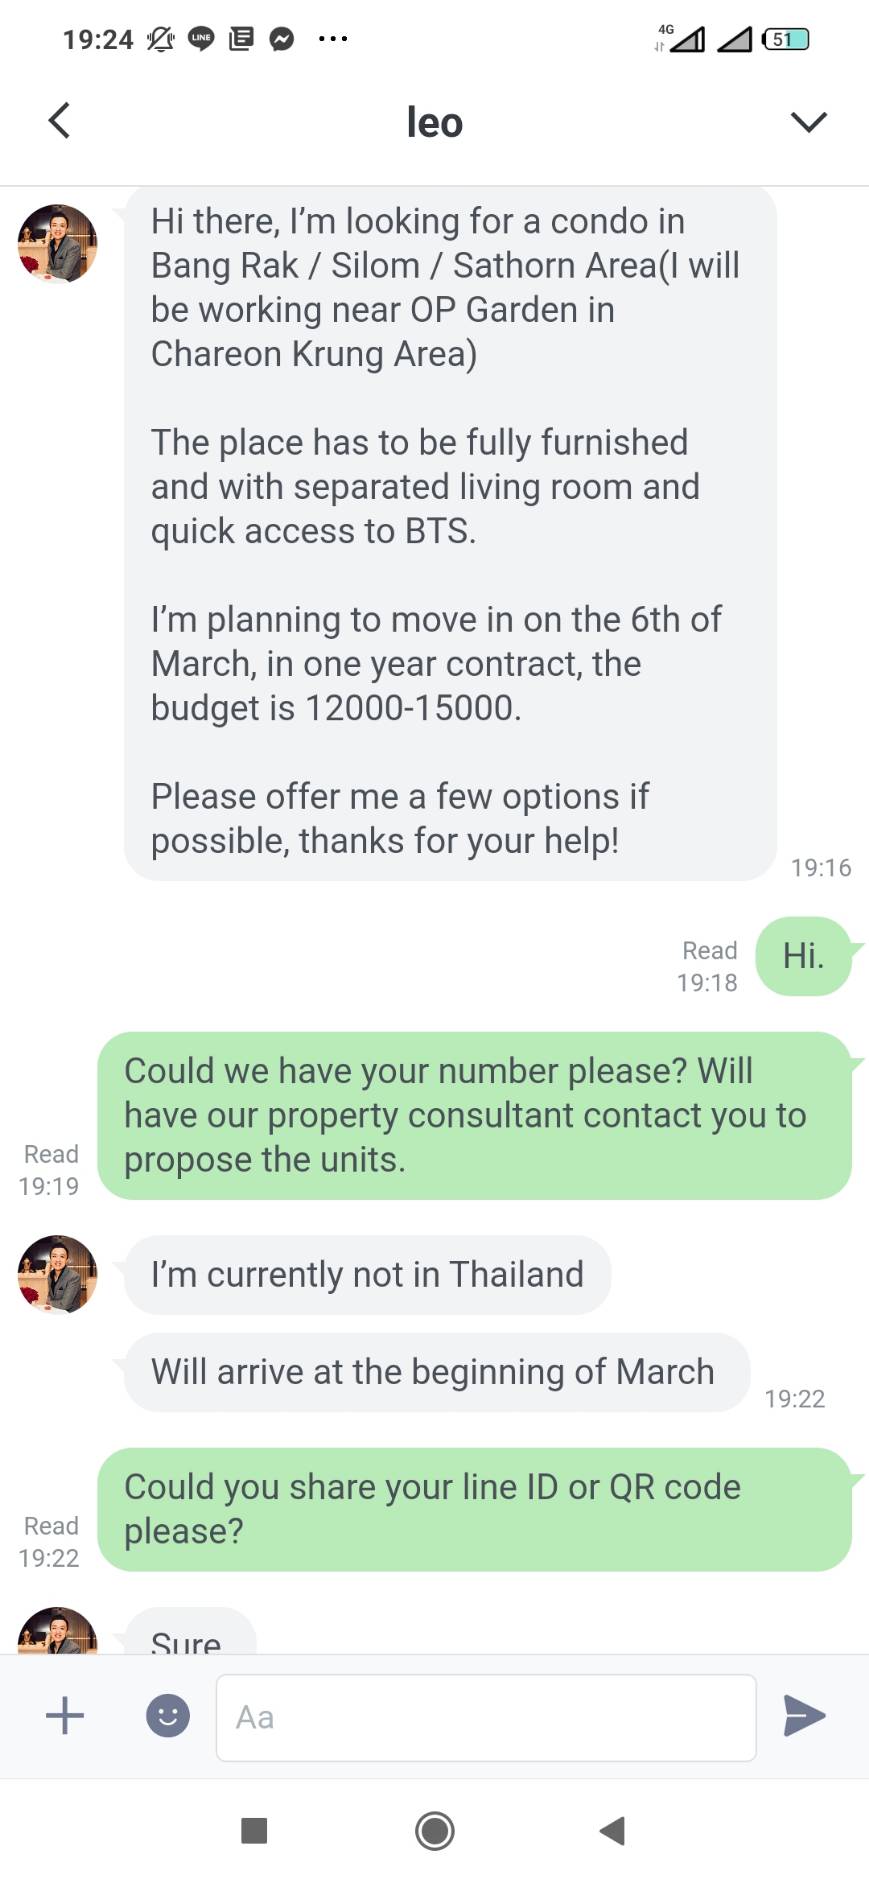 19:24
LINE
4G
51
leo
Hi there, I’m looking for a condo in
Bang Rak / Silom / Sathorn Area(I will
be working near OP Garden in
Chareon Krung Area)
The place has to be fully furnished
and with separated living room and
quick access to BTS.
I’m planning to move in on the 6th of
March, in one year contract, the
budget is 12000-15000.
Please offer me a few options if
possible, thanks for your help!
19:16
Read
19:18
Hi.
Could we have your number please? Will
have our property consultant contact you to
propose the units.
Read
19:19
I’m currently not in Thailand
Will arrive at the beginning of March
19:22
Could you share your line ID or QR code
please?
Read
19:22
Sure
Aa